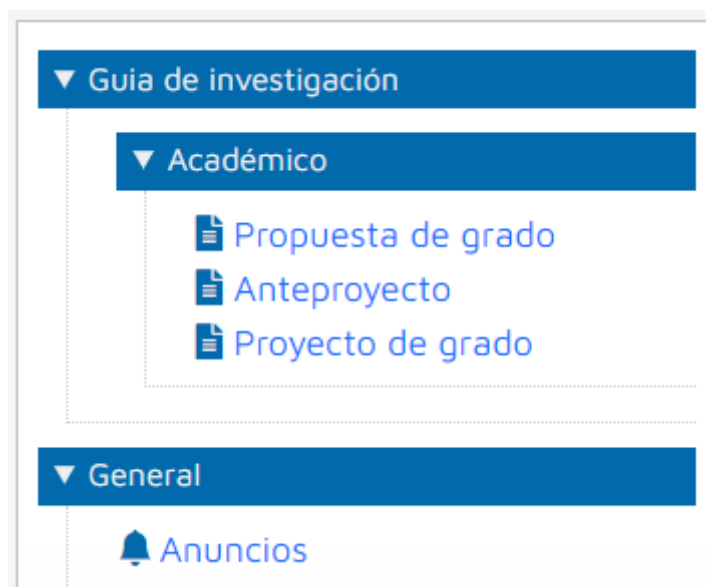 Guia de investigación
Académico
Propuesta de grado
Anteproyecto
Proyecto de grado
General
Anuncios